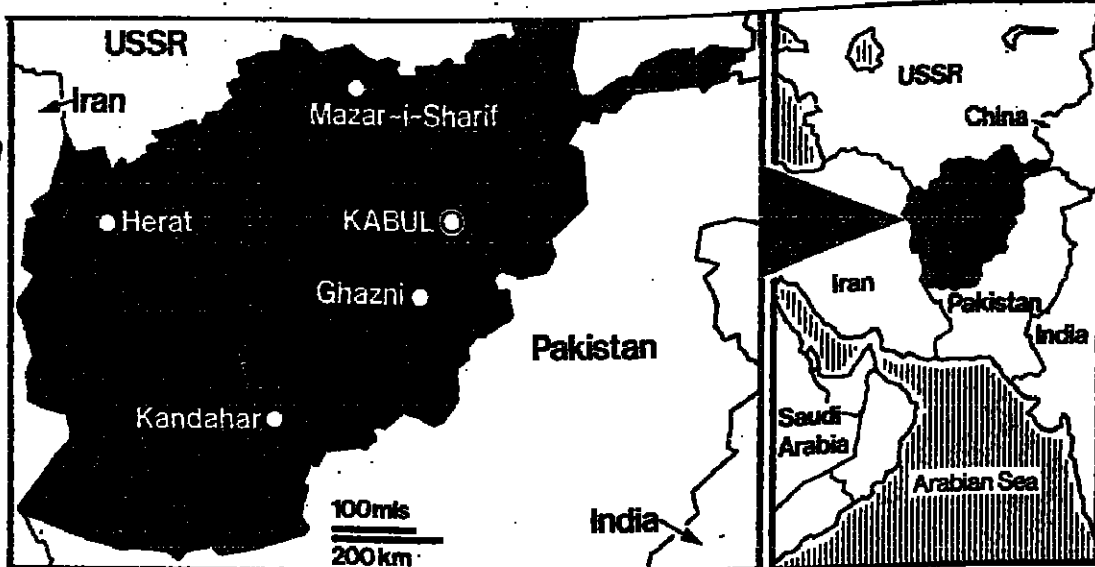 USSR
Iran
Mazar-i-Sharif
Herat
KABUL
Ghazni
Pakistan
Kandahar
100mls
200km
India
USSR
China
Iran
Pakistan
India
Saudi
Arabia
Arabian Sea